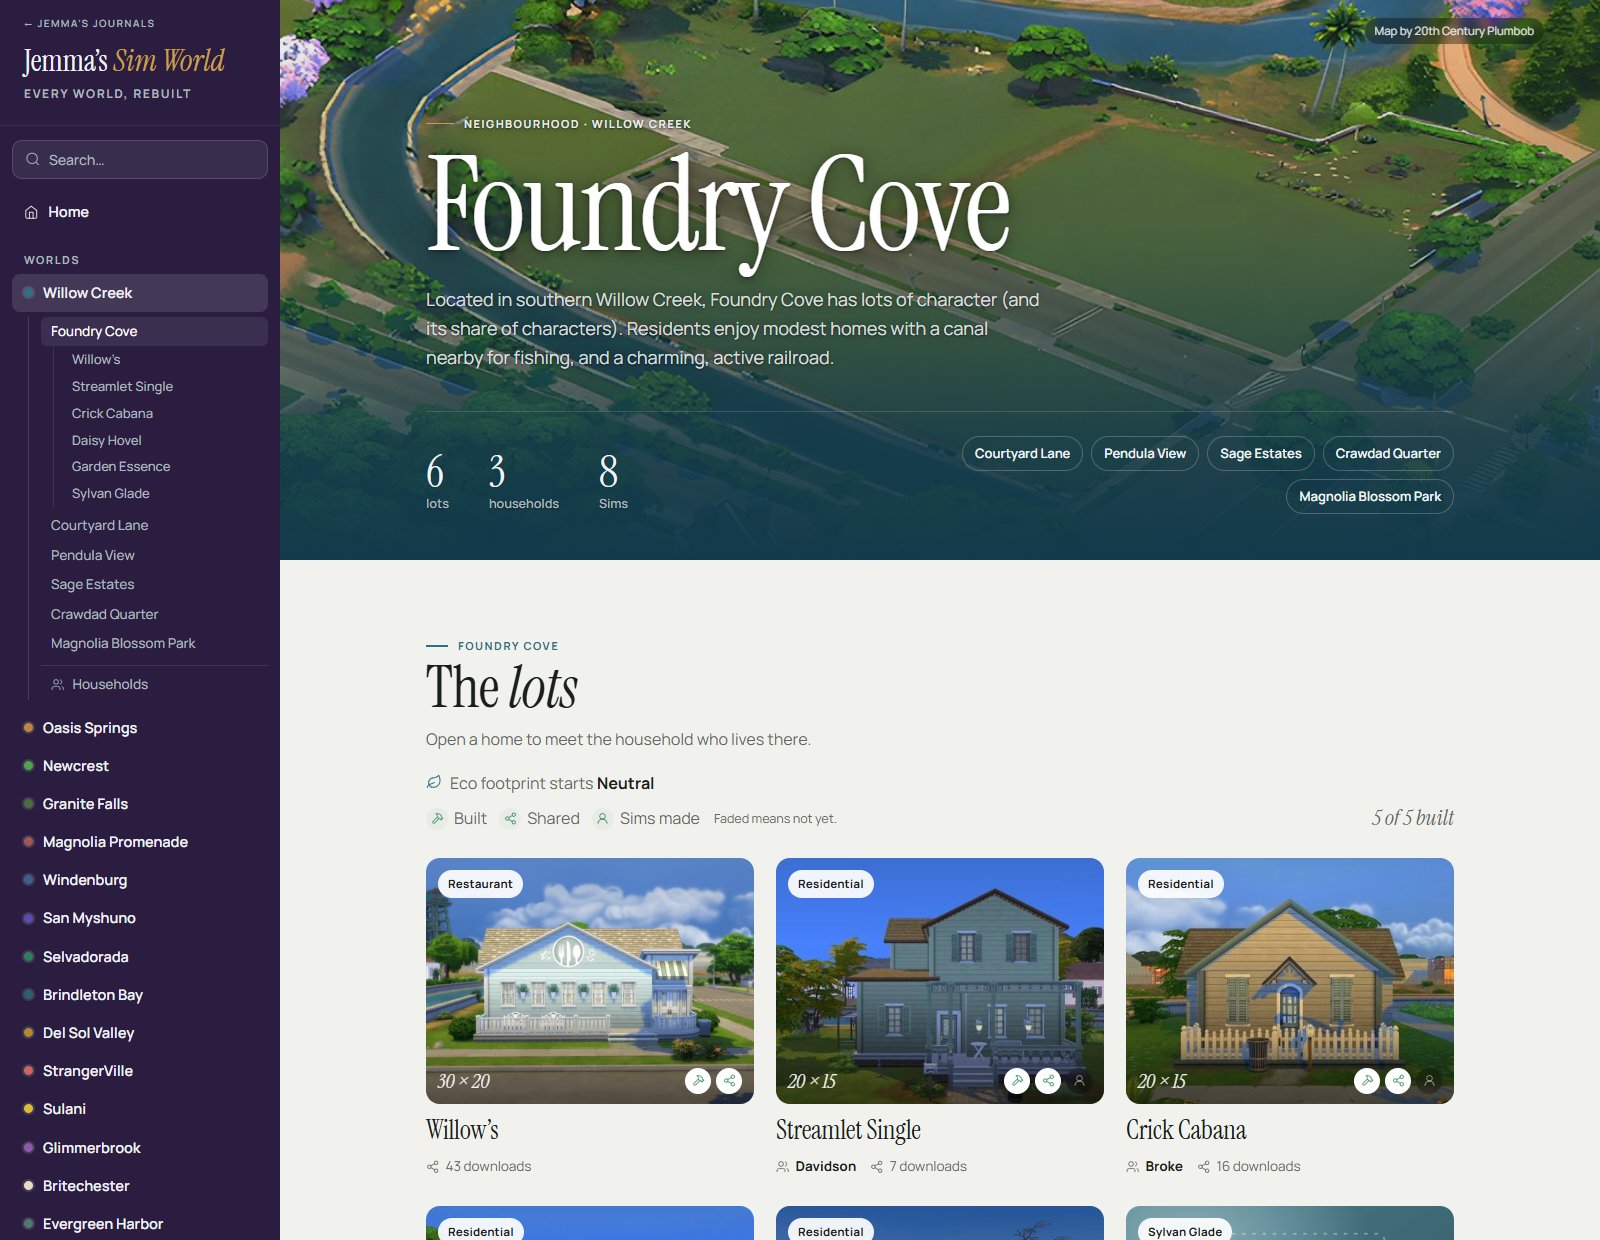 ← JEMMA'S JOURNALS
Jemma's Sim World
EVERY WORLD, REBUILT
Search...
Home
WORLDS
Willow Creek
Foundry Cove
Willow's
Streamlet Single
Crick Cabana
Daisy Hovel
Garden Essence
Sylvan Glade
Courtyard Lane
Pendula View
Sage Estates
Crawdad Quarter
Magnolia Blossom Park
Households
Oasis Springs
Newcrest
Granite Falls
Magnolia Promenade
Windenburg
San Myshuno
Selvadorada
Brindleton Bay
Del Sol Valley
StrangerVille
Sulani
Glimmerbrook
Britechester
Evergreen Harbor
Map by 20th Century Plumbob
NEIGHBOURHOOD · WILLOW CREEK
Foundry Cove
Located in southern Willow Creek, Foundry Cove has lots of character (and
its share of characters). Residents enjoy modest homes with a canal
nearby for fishing, and a charming, active railroad.
6 lots
3 households
8 Sims
Courtyard Lane
Pendula View
Sage Estates
Crawdad Quarter
Magnolia Blossom Park
FOUNDRY COVE
The lots
Open a home to meet the household who lives there.
Eco footprint starts Neutral
Built
Shared
Sims made
Faded means not yet.
5 of 5 built
Restaurant
30 × 20
Willow's
43 downloads
Residential
20 × 15
Streamlet Single
Davidson
7 downloads
Residential
20 × 15
Crick Cabana
Broke
16 downloads
Residential
Residential
Sylvan Glade